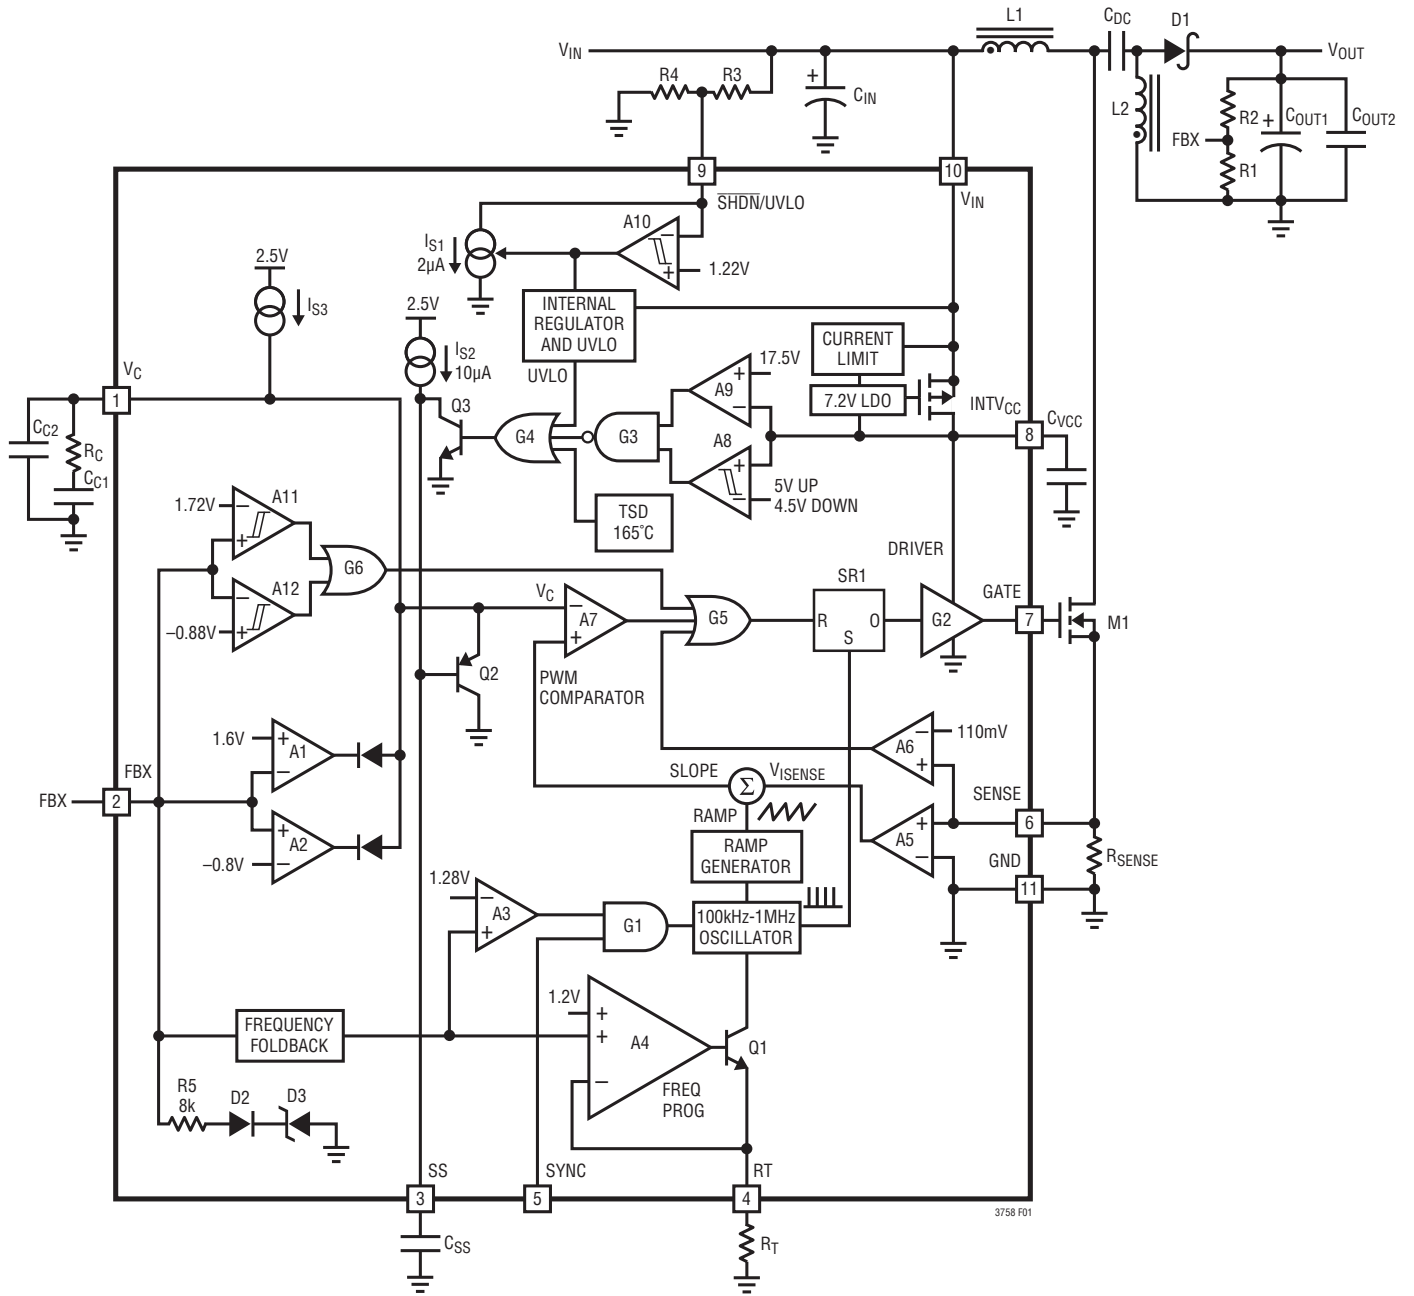 L1
CDC
D1
VIN
VOUT
R4
R3
+
CIN
L2
R2
+
COUT1
COUT2
FBX
R1
9
10
SHDN/UVLO
VIN
A10
−
+
1.22V
IS1
2µA
2.5V
IS3
2.5V
IS2
10µA
INTERNAL
REGULATOR
AND UVLO
UVLO
CURRENT
LIMIT
7.2V LDO
17.5V
A9
+
−
INTVCC
CVCC
8
VC
1
CC2
RC
CC1
Q3
G4
G3
A8
+
−
5V UP
4.5V DOWN
TSD
165˚C
1.72V
−
+
A11
A12
−
+
−0.88V
G6
DRIVER
VC
−
+
A7
PWM
COMPARATOR
G5
SR1
R
O
S
G2
GATE
7
M1
Q2
1.6V
+
−
A1
FBX
FBX
2
+
−
A2
−0.8V
A6
−
+
110mV
SLOPE
Σ
VISENSE
RAMP
RAMP
GENERATOR
A5
+
−
SENSE
6
GND
11
RSENSE
1.28V
−
+
A3
G1
100kHz-1MHz
OSCILLATOR
1.2V
+
+
−
A4
Q1
FREQ
PROG
FREQUENCY
FOLDBACK
R5
8k
D2
D3
SS
3
SYNC
5
RT
4
3758 F01
CSS
RT